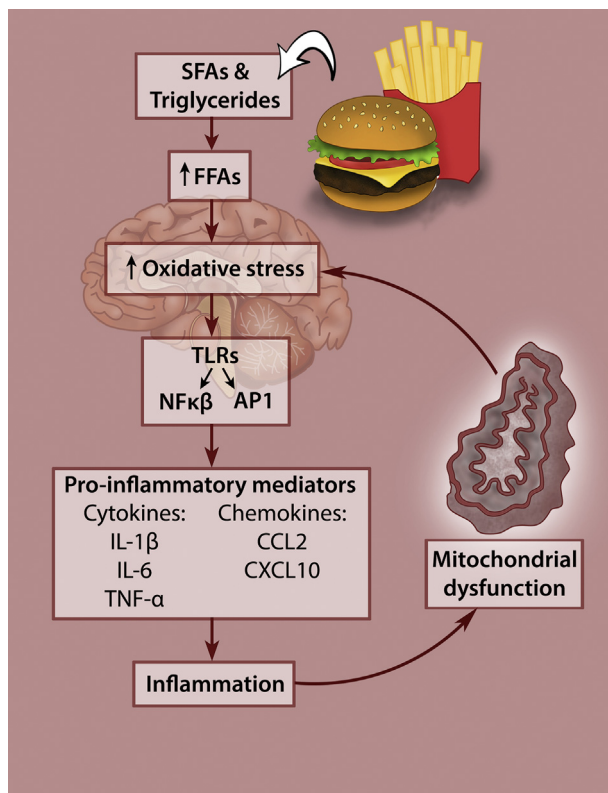 SFAs &
Triglycerides
↑FFAs
↑ Oxidative stress
TLRs
NFκβ AP1
Pro-inflammatory mediators
Cytokines: Chemokines:
IL-1β CCL2
IL-6 CXCL10
TNF-α
Mitochondrial
dysfunction
Inflammation